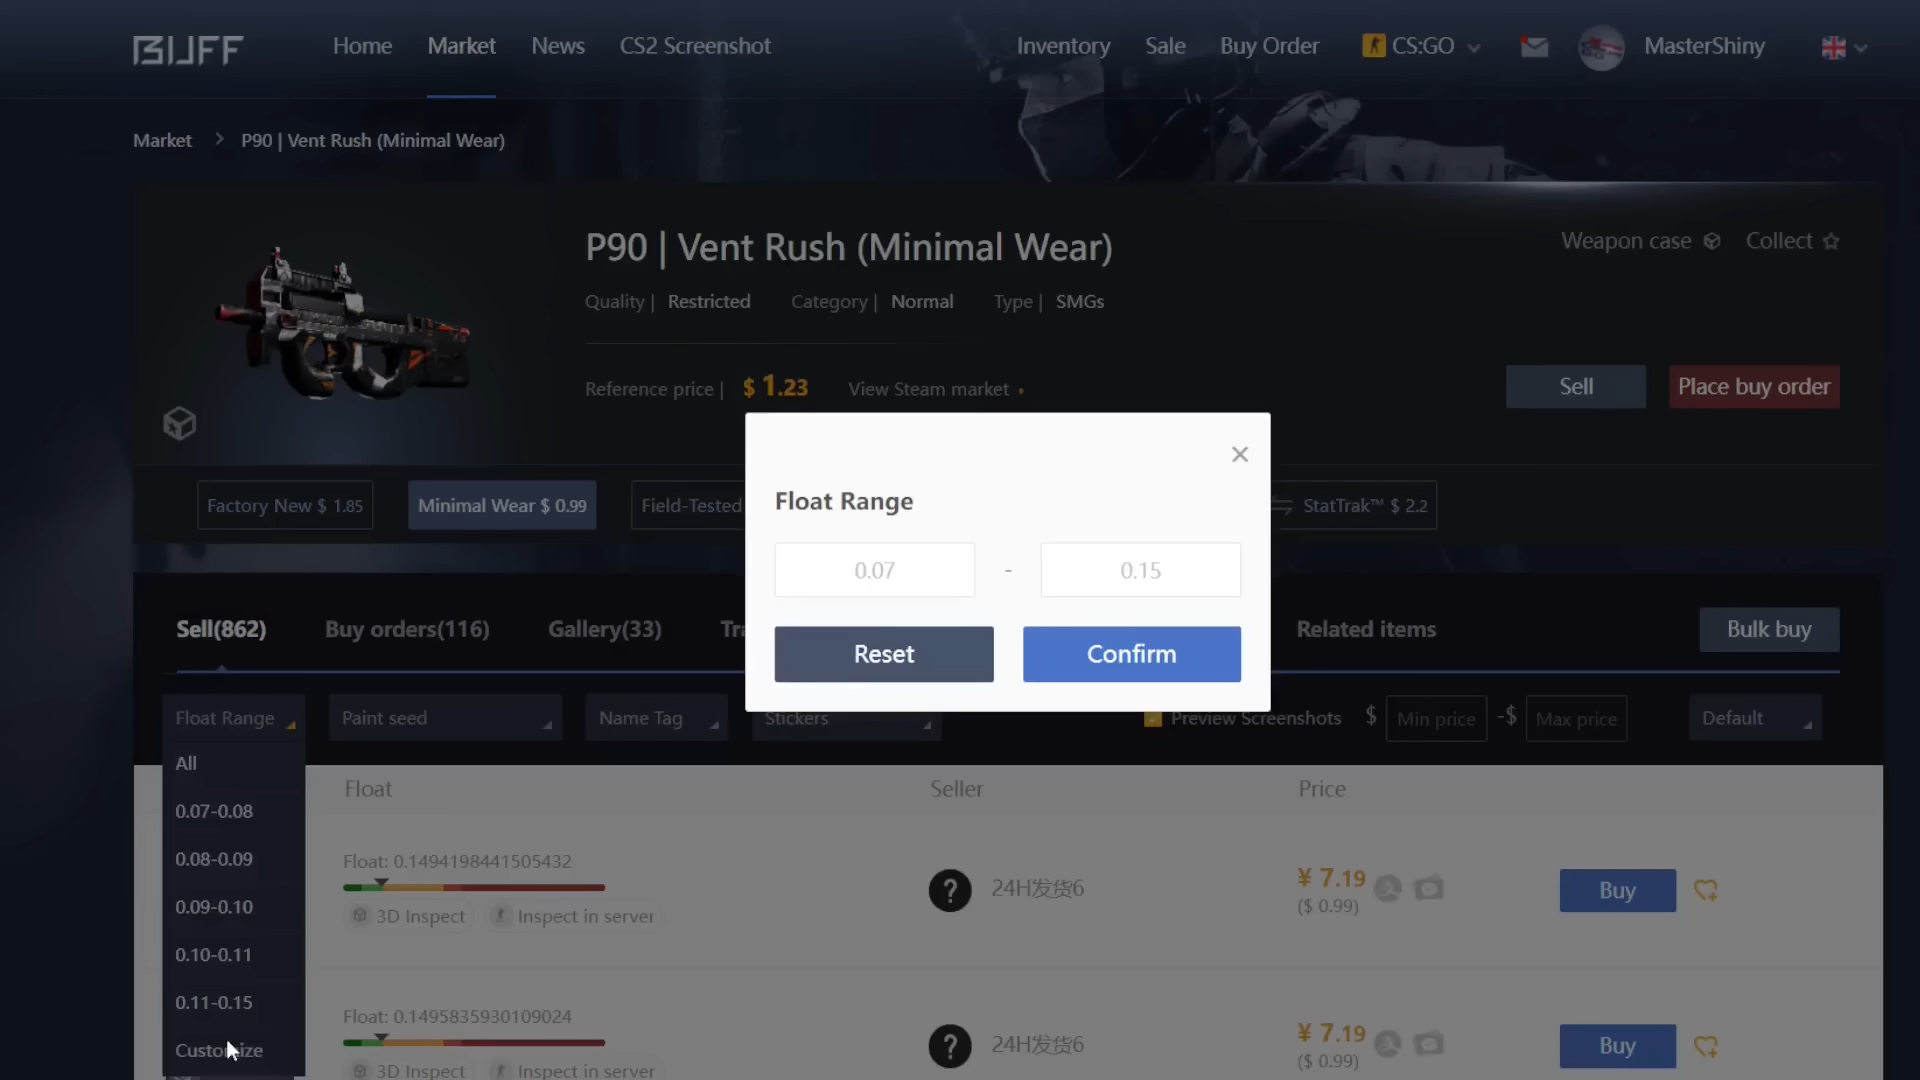 BUFF
Home Market News CS2 Screenshot
Inventory Sale Buy Order CS:GO MasterShiny
Market > P90 | Vent Rush (Minimal Wear)
P90 | Vent Rush (Minimal Wear)
Weapon case Collect
Quality | Restricted Category | Normal Type | SMGs
Reference price | $ 1.23 View Steam market
Sell Place buy order
Factory New $ 1.85 Minimal Wear $ 0.99 Field-Tested StatTrak™ $ 2.2
Float Range
0.07 - 0.15
Reset Confirm
Sell(862) Buy orders(116) Gallery(33) Related items Bulk buy
Float Range Paint seed Name Tag Stickers Preview Screenshots $ Min price -$ Max price Default
All
0.07-0.08
0.08-0.09
0.09-0.10
0.10-0.11
0.11-0.15
Customize
Float Seller Price
Float: 0.1494198441505432
3D Inspect Inspect in server
24H发货6
¥ 7.19
($ 0.99)
Buy
Float: 0.1495835930109024
3D Inspect Inspect in server
24H发货6
¥ 7.19
($ 0.99)
Buy